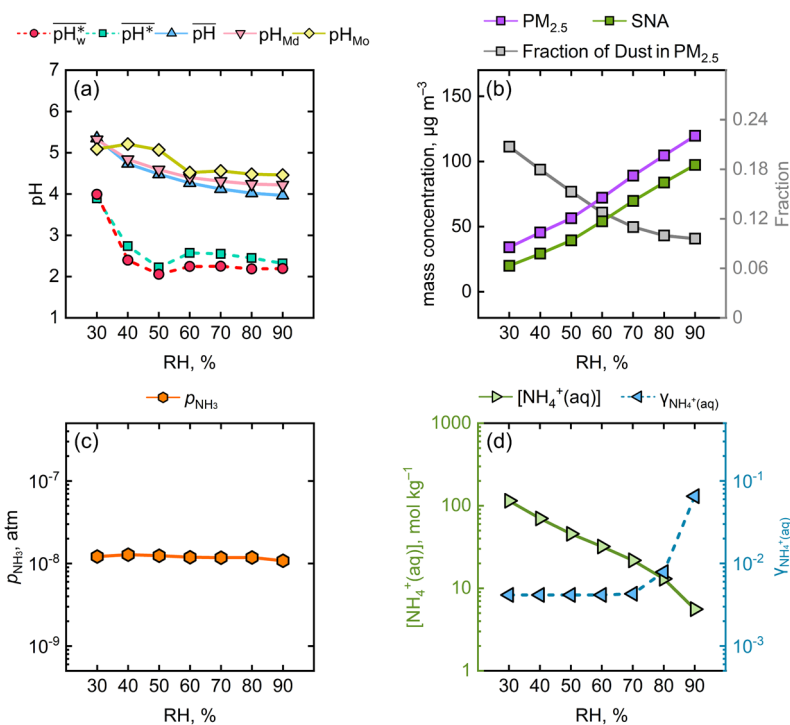 pH*w pH* pH pHMd pHMo
PM2.5 SNA
Fraction of Dust in PM2.5
(a)
7
6
5
4
3
2
1
pH
30 40 50 60 70 80 90
RH, %
(b)
150
100
50
0
mass concentration, μg m⁻³
0.24
0.18
0.12
0.06
0
Fraction
30 40 50 60 70 80 90
RH, %
pNH₃
(c)
10⁻⁷
10⁻⁸
10⁻⁹
pNH₃, atm
30 40 50 60 70 80 90
RH, %
[NH₄⁺(aq)] γNH₄⁺(aq)
(d)
1000
100
10
1
[NH₄⁺(aq)], mol kg⁻¹
10⁻¹
10⁻²
10⁻³
γNH₄⁺(aq)
30 40 50 60 70 80 90
RH, %